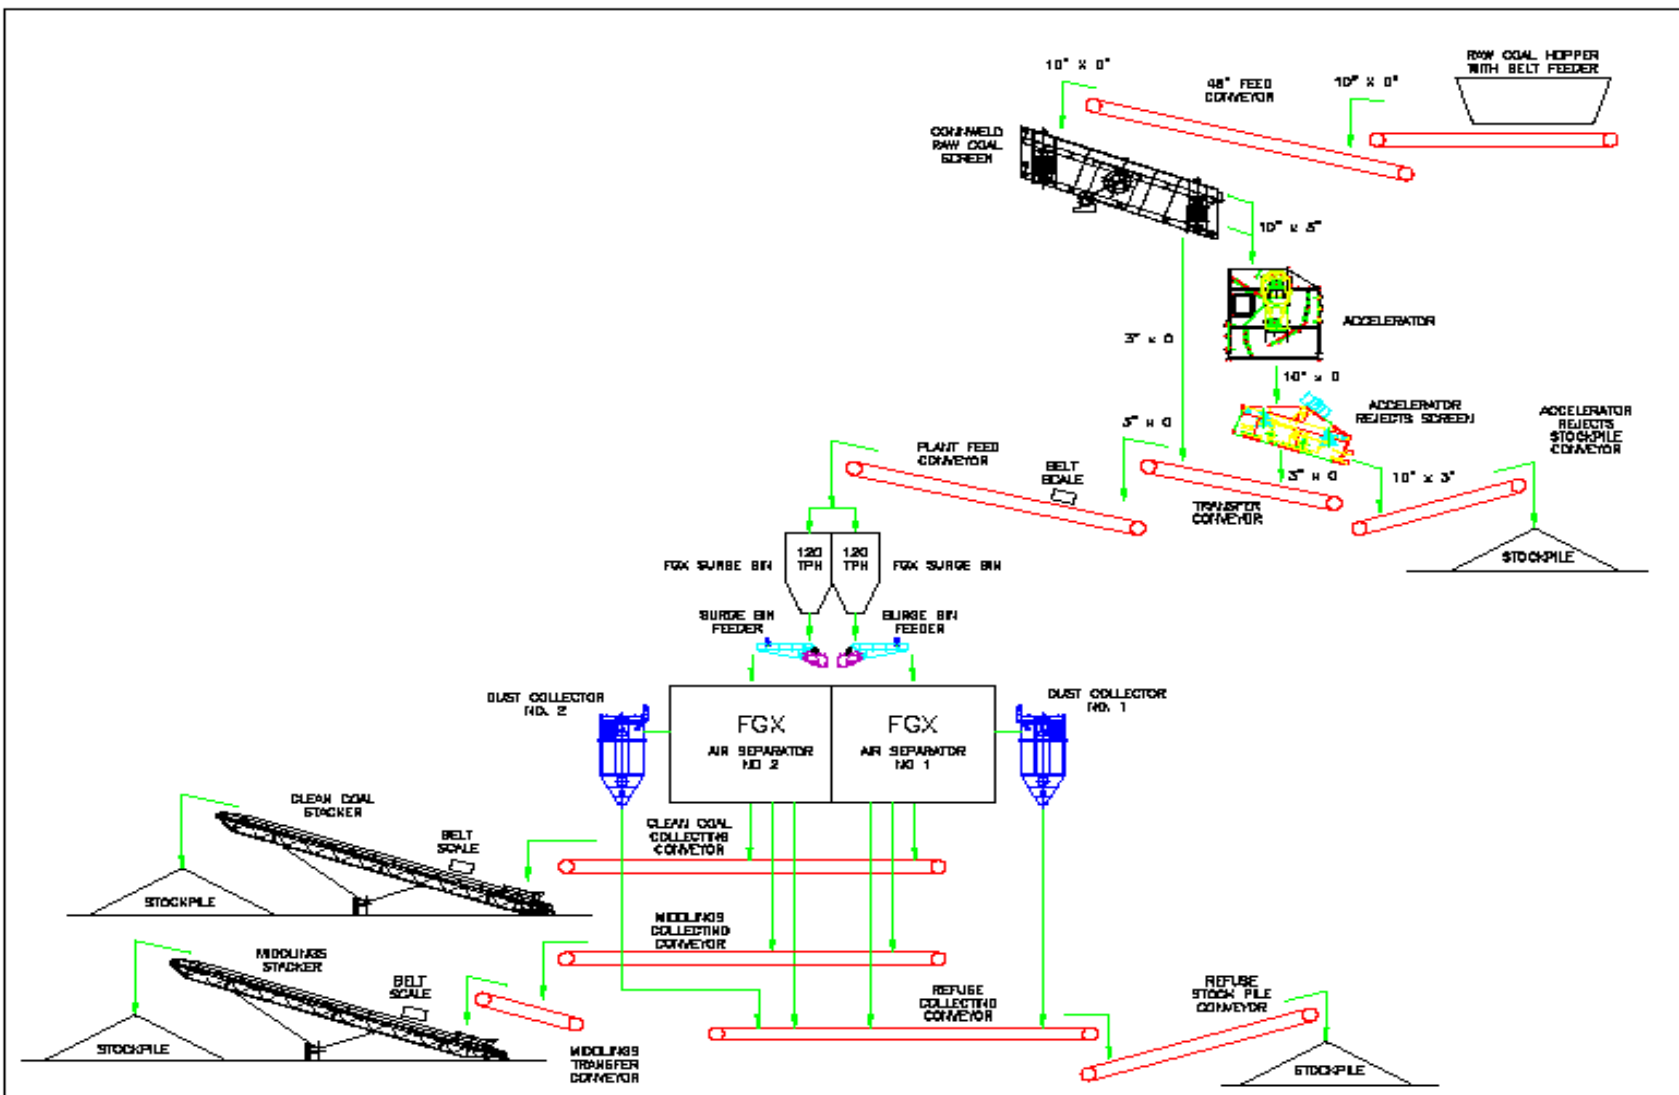 RAW COAL HOPPER
WITH BELT FEEDER
10" X 0"
48" FEED
CONVEYOR
10" X 0"
CONNWELD
RAW COAL
SCREEN
10" x 3"
ACCELERATOR
3" x 0
10" x 0
ACCELERATOR
REJECTS SCREEN
ACCELERATOR
REJECTS
STOCKPILE
CONVEYOR
3" x 0
PLANT FEED
CONVEYOR
BELT
SCALE
3" x 0
10" x 3"
TRANSFER
CONVEYOR
STOCKPILE
FGX SURGE BIN
120
TPH
120
TPH
FGX SURGE BIN
SURGE BIN
FEEDER
SURGE BIN
FEEDER
DUST COLLECTOR
NO. 2
FGX
AIR SEPARATOR
NO 2
FGX
AIR SEPARATOR
NO 1
DUST COLLECTOR
NO. 1
CLEAN COAL
STACKER
BELT
SCALE
CLEAN COAL
COLLECTING
CONVEYOR
STOCKPILE
MIDDLINGS
COLLECTING
CONVEYOR
MIDDLINGS
STACKER
BELT
SCALE
REFUSE
COLLECTING
CONVEYOR
REFUSE
STOCK PILE
CONVEYOR
STOCKPILE
MIDDLINGS
TRANSFER
CONVEYOR
STOCKPILE